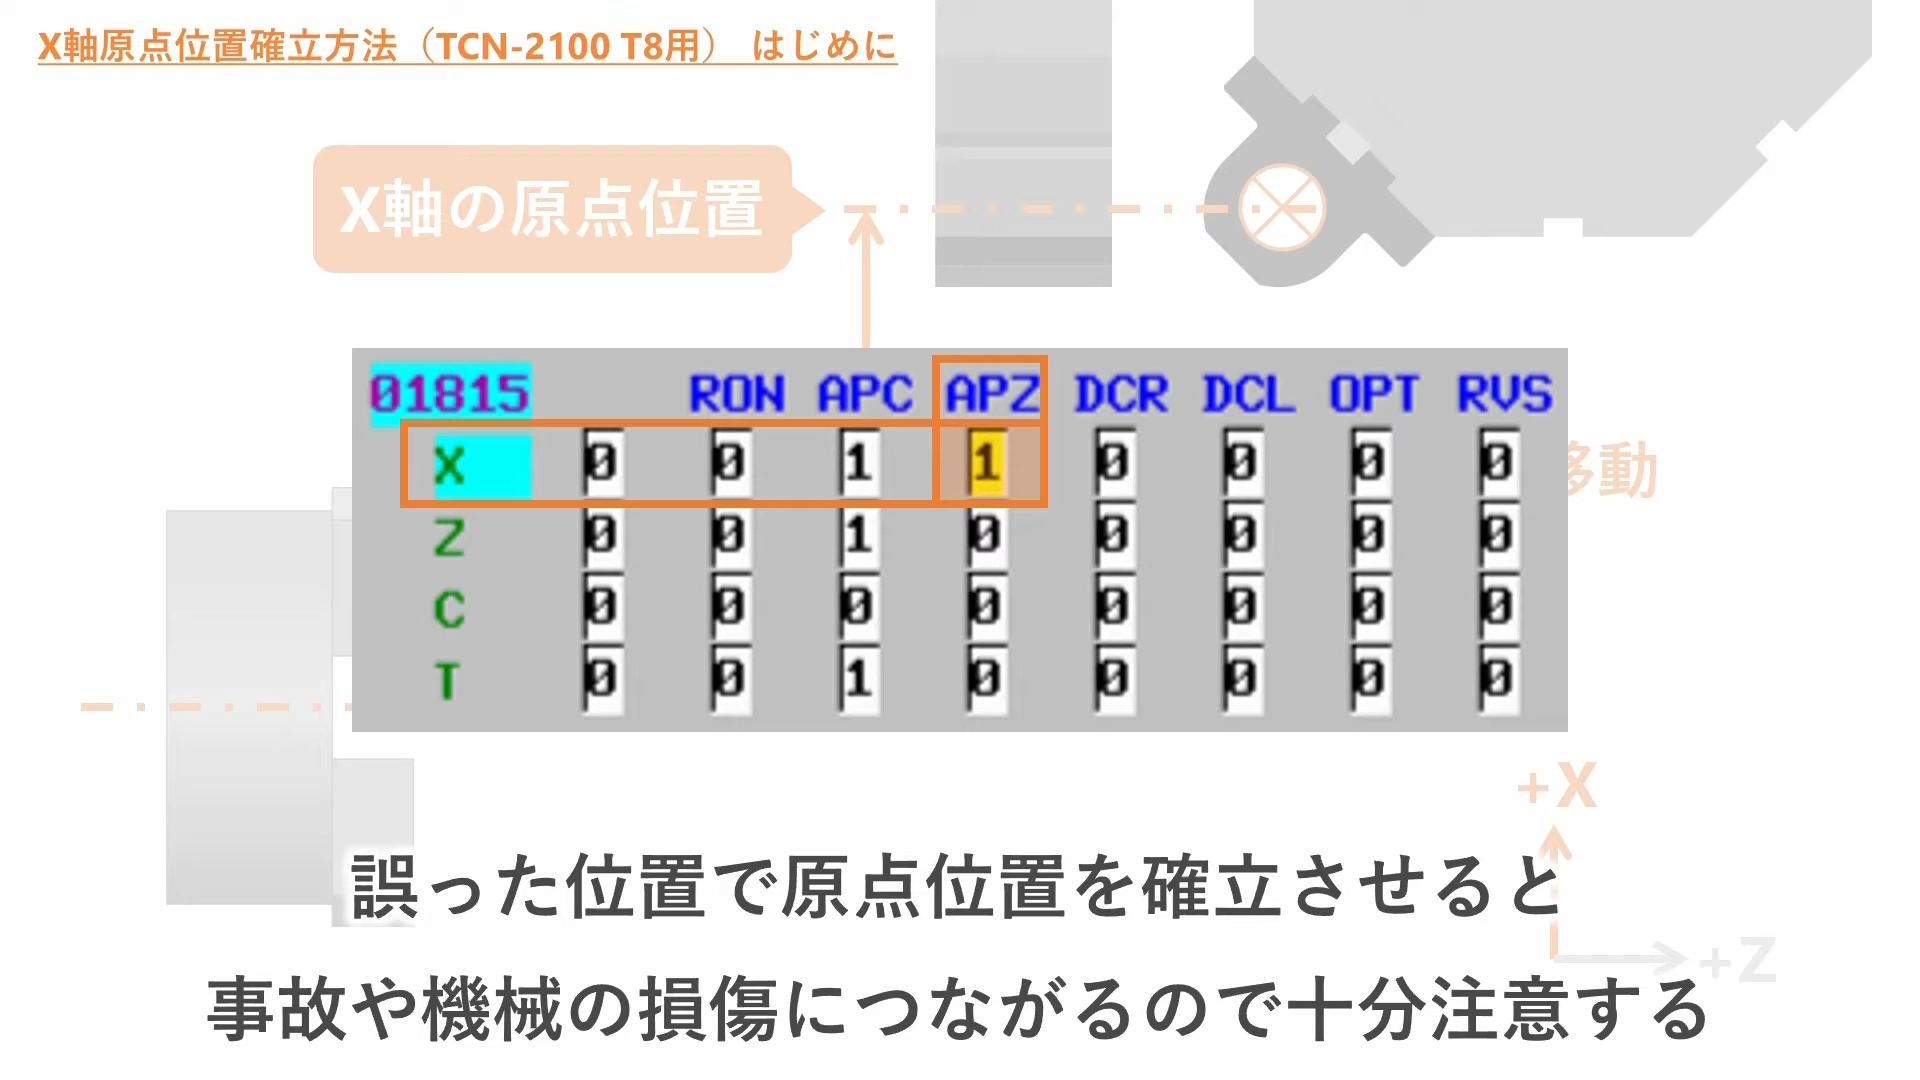 X軸原点位置確立方法（TCN-2100 T8用） はじめに
X軸の原点位置
01815 RON APC APZ DCR DCL OPT RVS
X 0 0 1 1 0 0 0 0
Z 0 0 1 0 0 0 0 0
C 0 0 0 0 0 0 0 0
T 0 0 1 0 0 0 0 0
移動
+X
+Z
誤った位置で原点位置を確立させると
事故や機械の損傷につながるので十分注意する